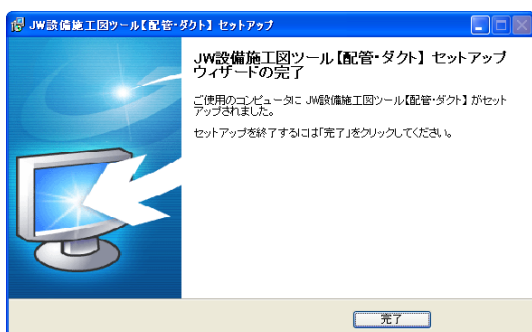 JW設備施工図ツール【配管・ダクト】 セットアップ
JW設備施工図ツール【配管・ダクト】 セットアップ
ウィザードの完了
ご使用のコンピュータに JW設備施工図ツール【配管・ダクト】 がセット
アップされました。
セットアップを終了するには「完了」をクリックしてください。
完了